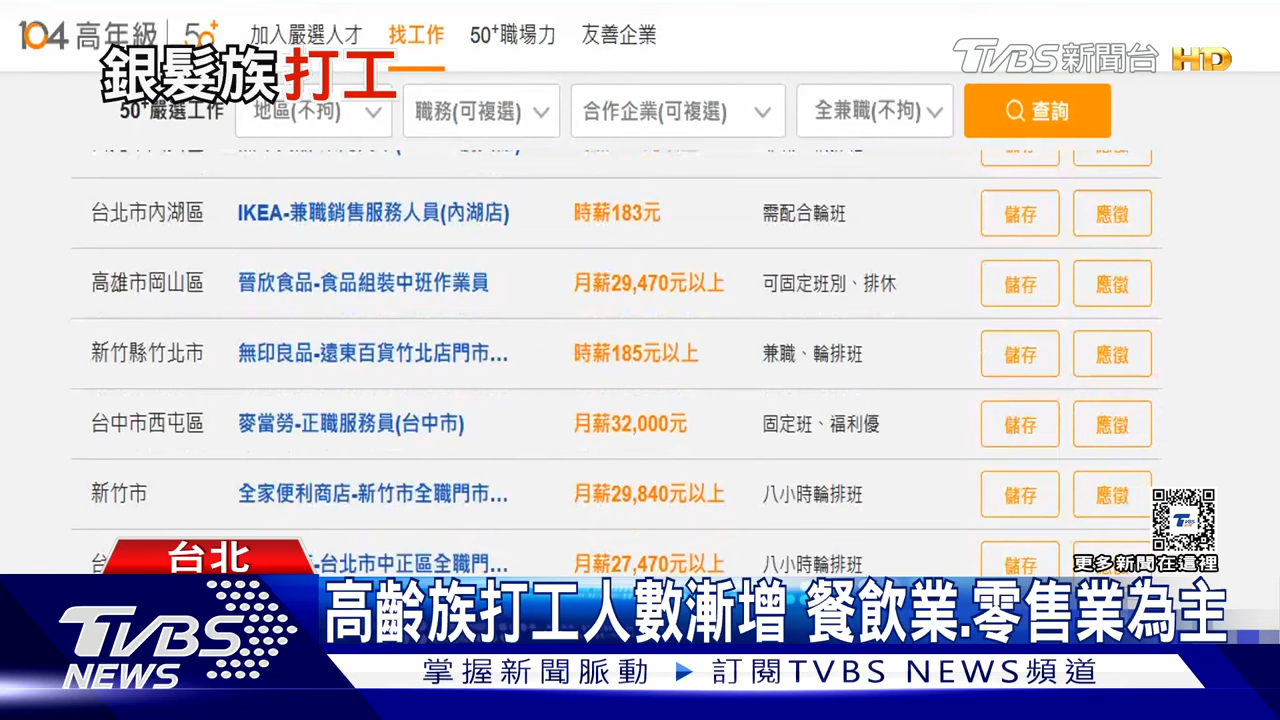 104高年級 50+ 加入嚴選人才 找工作 50+職場力 友善企業
TVBS新聞台 HD
銀髮族打工
50+嚴選工作 地區(不拘) 職務(可複選) 合作企業(可複選) 全兼職(不拘) 查詢
台北市內湖區 IKEA-兼職銷售服務人員(內湖店) 時薪183元 需配合輪班 儲存 應徵
高雄市岡山區 晉欣食品-食品組裝中班作業員 月薪29,470元以上 可固定班別、排休 儲存 應徵
新竹縣竹北市 無印良品-遠東百貨竹北店門市... 時薪185元以上 兼職、輪排班 儲存 應徵
台中市西屯區 麥當勞-正職服務員(台中市) 月薪32,000元 固定班、福利優 儲存 應徵
新竹市 全家便利商店-新竹市全職門市... 月薪29,840元以上 八小時輪排班 儲存 應徵
-台北市中正區全職門... 月薪27,470元以上 八小時輪排班 儲存 應徵
更多新聞在這裡
台北
高齡族打工人數漸增 餐飲業.零售業為主
TVBS NEWS
掌握新聞脈動 ▶ 訂閱TVBS NEWS頻道